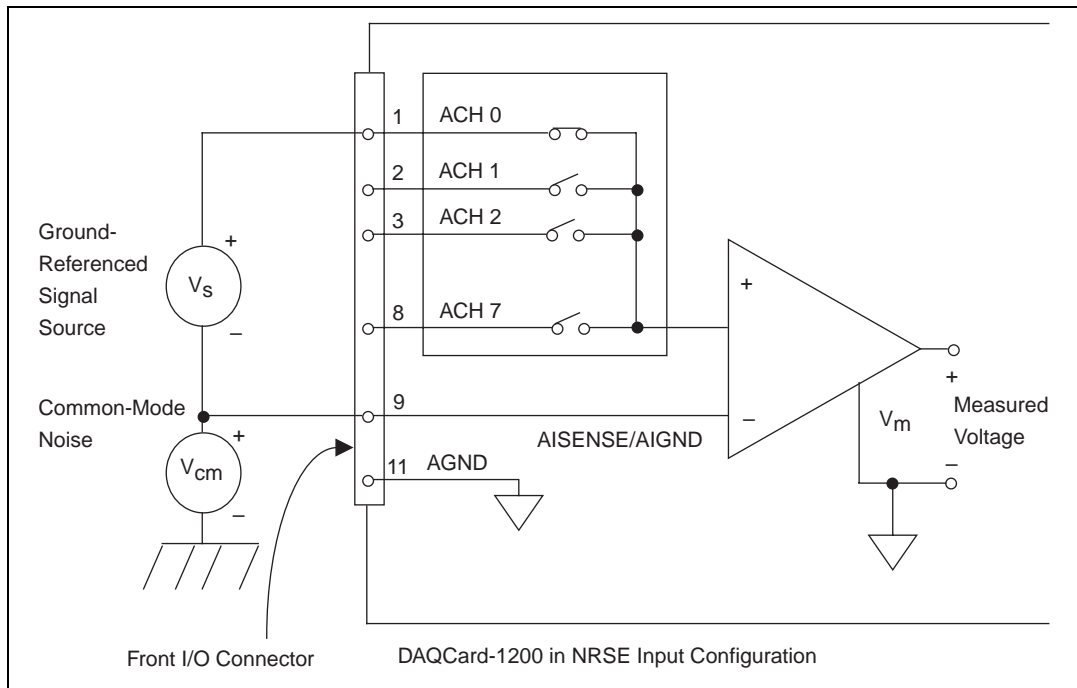 1 ACH 0
2 ACH 1
3 ACH 2
Ground-
Referenced
Signal
Source
+
Vs
–
8 ACH 7
+
–
Common-Mode
Noise
+
Vcm
–
9
AISENSE/AIGND
11 AGND
+
Vm
–
Measured
Voltage
Front I/O Connector
DAQCard-1200 in NRSE Input Configuration